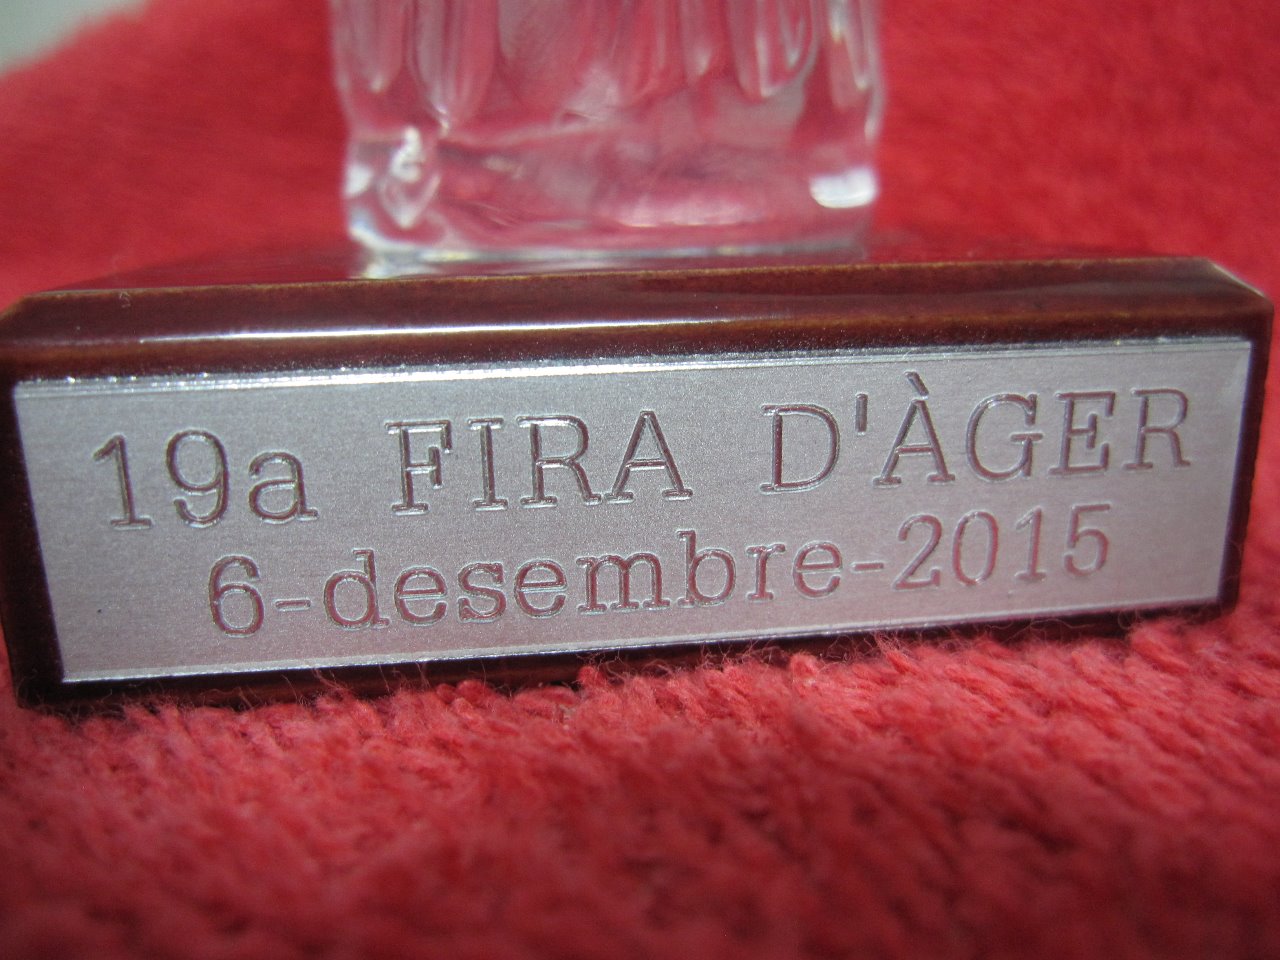 19a FIRA D'ÀGER
6-desembre-2015